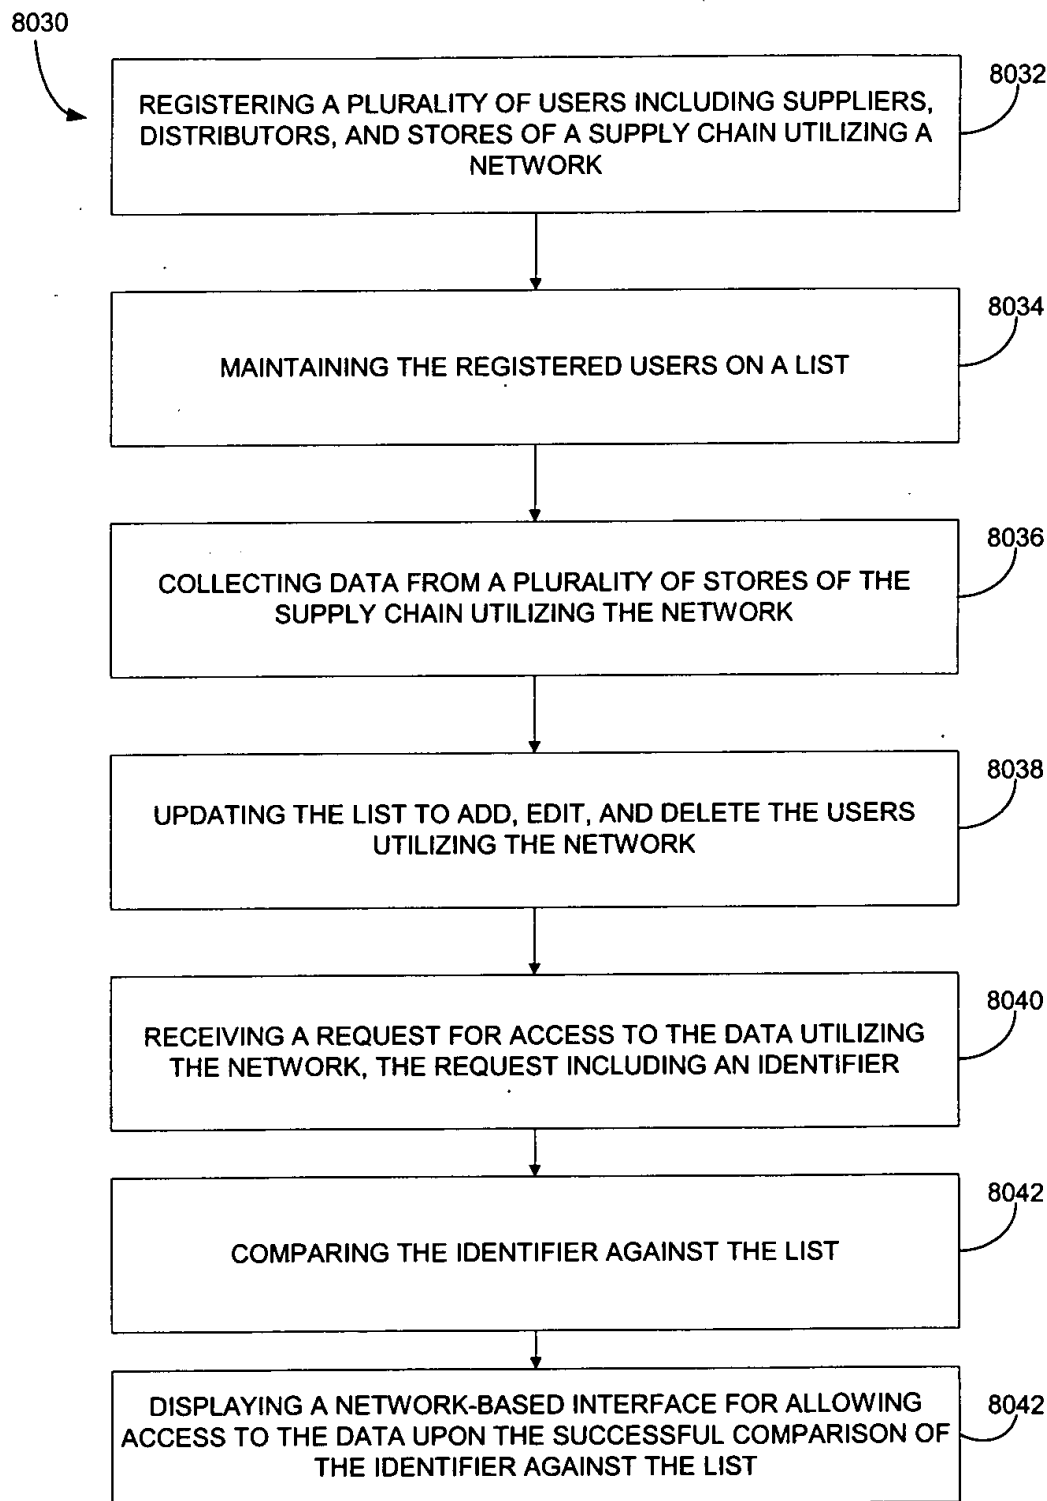 8030
8032
REGISTERING A PLURALITY OF USERS INCLUDING SUPPLIERS,
DISTRIBUTORS, AND STORES OF A SUPPLY CHAIN UTILIZING A
NETWORK
8034
MAINTAINING THE REGISTERED USERS ON A LIST
8036
COLLECTING DATA FROM A PLURALITY OF STORES OF THE
SUPPLY CHAIN UTILIZING THE NETWORK
8038
UPDATING THE LIST TO ADD, EDIT, AND DELETE THE USERS
UTILIZING THE NETWORK
8040
RECEIVING A REQUEST FOR ACCESS TO THE DATA UTILIZING
THE NETWORK, THE REQUEST INCLUDING AN IDENTIFIER
8042
COMPARING THE IDENTIFIER AGAINST THE LIST
8042
DISPLAYING A NETWORK-BASED INTERFACE FOR ALLOWING
ACCESS TO THE DATA UPON THE SUCCESSFUL COMPARISON OF
THE IDENTIFIER AGAINST THE LIST